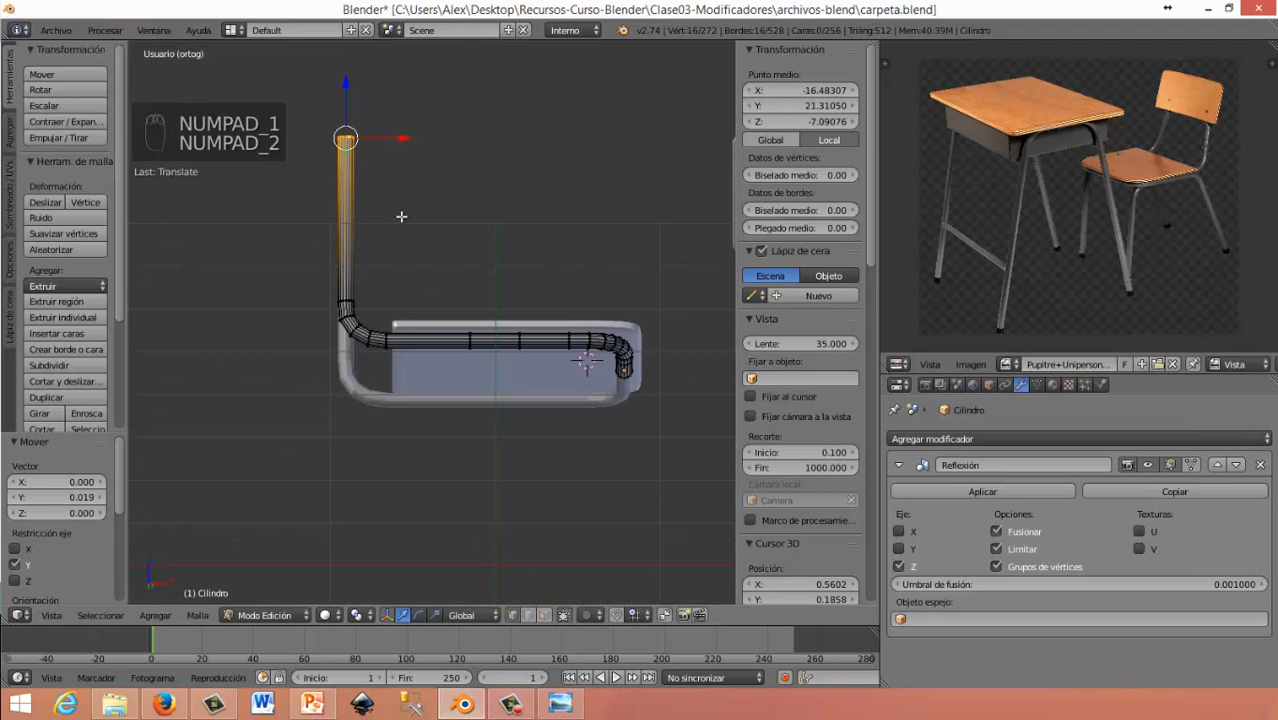 Blender* [C:\Users\Alex\Desktop\Recursos-Curso-Blender\Clase03-Modificadores\archivos-blend\carpeta.blend]
Archivo Procesar Ventana Ayuda Default Scene Interno v2.74 | Vért:16/272 | Bordes:16/528 | Caras:0/256 | Triáng:512 | Mem:40.39M | Cilindro
Transformación
Mover
Rotar
Escalar
Contraer / Expan...
Empujar / Tirar
Herram. de malla
Deformación:
Deslizar Vértice
Ruido
Suavizar vértices
Aleatorizar
Agregar:
Extruir
Extruir región
Extruir individual
Insertar caras
Crear borde o cara
Subdividir
Cortar y deslizar...
Duplicar
Girar Enrosca
Cortar Seleccio
Herramientas
Agregar
Sombreado / UVs
Opciones
Lápiz de cera
Mover
Vector
X: 0.000
Y: 0.019
Z: 0.000
Restricción eje
X
Y
Z
Orientación
Usuario (ortog)
NUMPAD_1
NUMPAD_2
Last: Translate
(1) Cilindro
Transformación
Punto medio:
X: -16.48307
Y: 21.31050
Z: -7.09076
Global Local
Datos de vértices:
Biselado medio: 0.00
Datos de bordes:
Biselado medio: 0.00
Plegado medio: 0.00
Lápiz de cera
Escena Objeto
Nuevo
Vista
Lente: 35.000
Fijar a objeto:
Fijar al cursor
Fijar cámara a la vista
Recorte:
Inicio: 0.100
Fin: 1000.000
Cámara local:
Camera
Marco de procesamie...
Cursor 3D
Posición:
X: 0.5602
Y: 0.1858
Vista Imagen Pupitre+Uniperson... F Vista
Cilindro
Agregar modificador
Reflexión
Aplicar Copiar
Eje: Opciones: Texturas:
X Fusionar U
Y Limitar V
Z Grupos de vértices
Umbral de fusión: 0.001000
Objeto espejo:
Vista Seleccionar Agregar Malla Modo Edición Global
-40 -20 0 20 40 60 80 100 120 140 160 180 200 220 240 260
Vista Marcador Fotograma Reproducción Inicio: 1 Fin: 250 1 No sincronizar